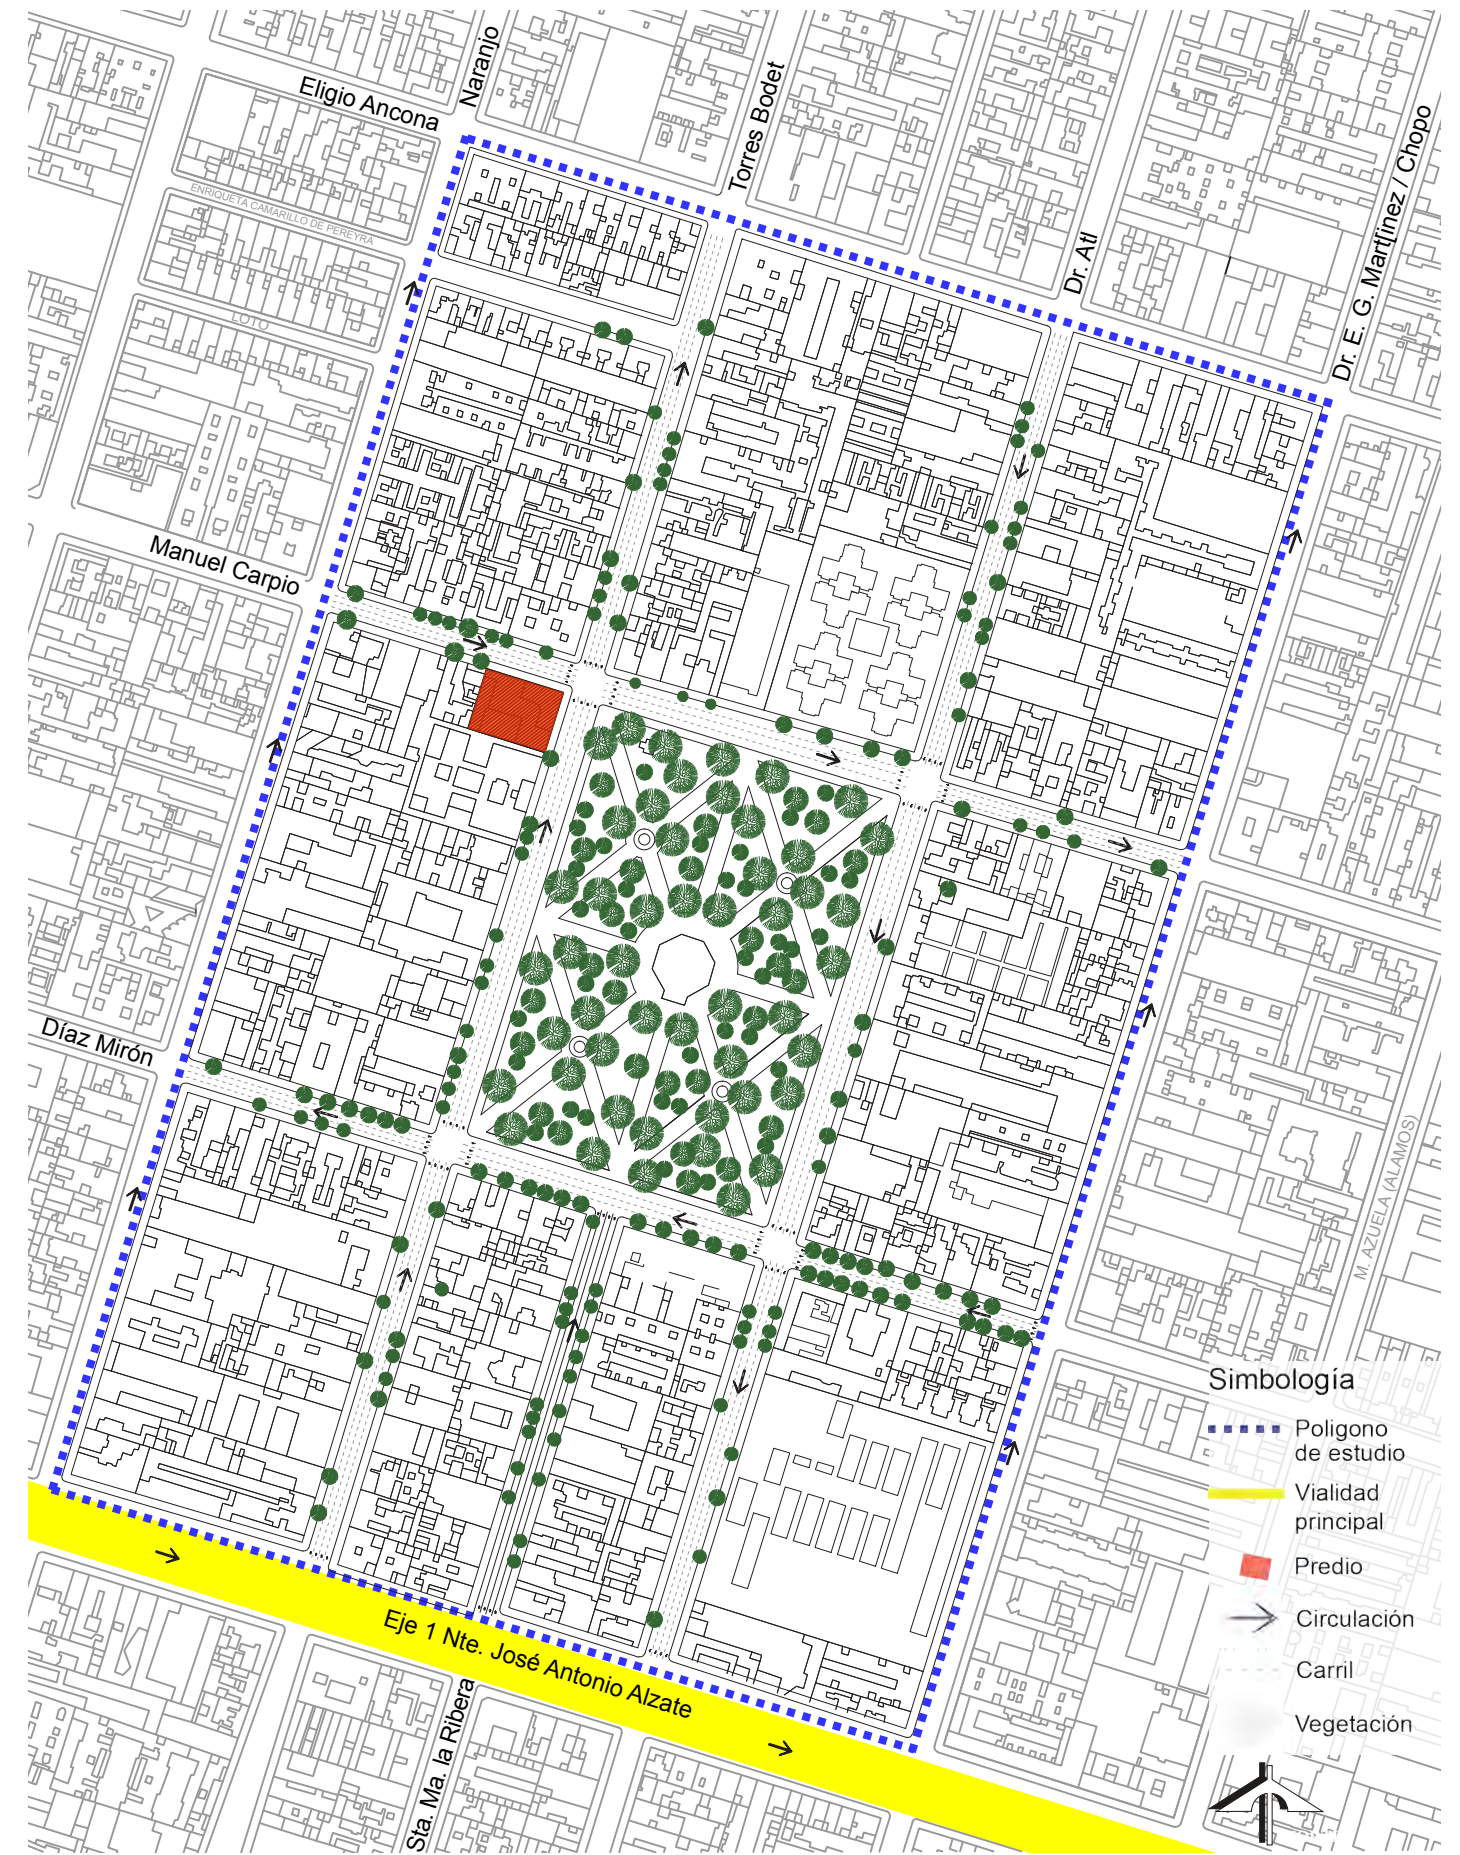 Naranjo
Eligio Ancona
Torres Bodet
Dr. E. G. Mart[inez / Chopo
ENRIQUETA CAMARILLO DE PEREYRA
Dr. Atl
LOTO
Manuel Carpio
Díaz Mirón
M. AZUELA (ALAMOS)
Simbología
Poligono
de estudio
Vialidad
principal
Predio
Circulación
Carril
Vegetación
Eje 1 Nte. José Antonio Alzate
Sta. Ma. la Ribera